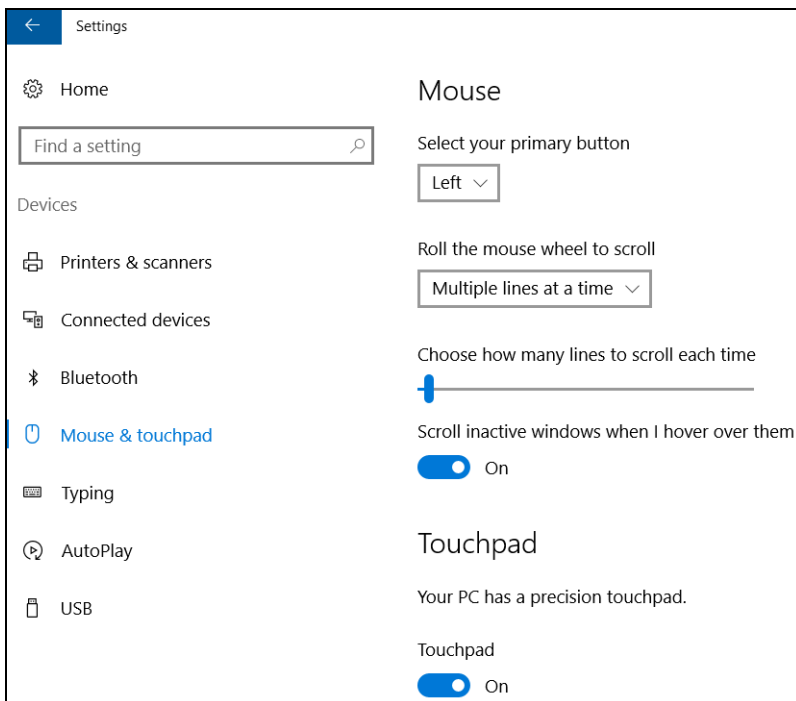 Settings
Home
Find a setting
Devices
Printers & scanners
Connected devices
Bluetooth
Mouse & touchpad
Typing
AutoPlay
USB
Mouse
Select your primary button
Left
Roll the mouse wheel to scroll
Multiple lines at a time
Choose how many lines to scroll each time
Scroll inactive windows when I hover over them
On
Touchpad
Your PC has a precision touchpad.
Touchpad
On